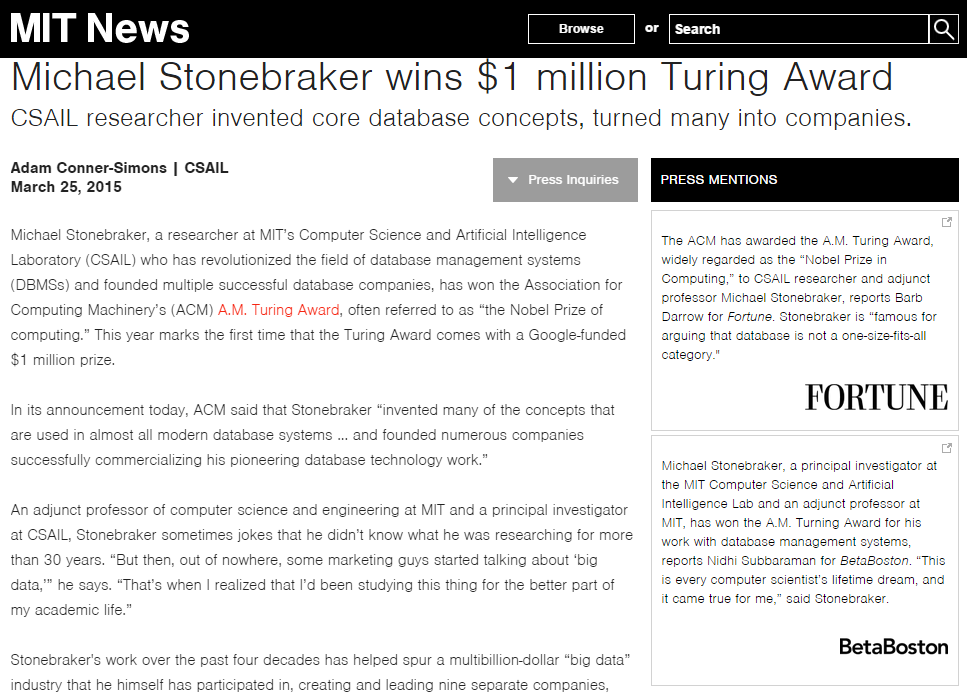 MIT News
Browse
or
Search
Michael Stonebraker wins $1 million Turing Award
CSAIL researcher invented core database concepts, turned many into companies.
Adam Conner-Simons | CSAIL
March 25, 2015
Press Inquiries
Michael Stonebraker, a researcher at MIT’s Computer Science and Artificial Intelligence
Laboratory (CSAIL) who has revolutionized the field of database management systems
(DBMSs) and founded multiple successful database companies, has won the Association for
Computing Machinery’s (ACM) A.M. Turing Award, often referred to as “the Nobel Prize of
computing.” This year marks the first time that the Turing Award comes with a Google-funded
$1 million prize.
In its announcement today, ACM said that Stonebraker “invented many of the concepts that
are used in almost all modern database systems ... and founded numerous companies
successfully commercializing his pioneering database technology work.”
An adjunct professor of computer science and engineering at MIT and a principal investigator
at CSAIL, Stonebraker sometimes jokes that he didn’t know what he was researching for more
than 30 years. “But then, out of nowhere, some marketing guys started talking about ‘big
data,’” he says. “That’s when I realized that I’d been studying this thing for the better part of
my academic life.”
Stonebraker's work over the past four decades has helped spur a multibillion-dollar “big data”
industry that he himself has participated in, creating and leading nine separate companies,
PRESS MENTIONS
The ACM has awarded the A.M. Turing Award,
widely regarded as the “Nobel Prize in
Computing,” to CSAIL researcher and adjunct
professor Michael Stonebraker, reports Barb
Darrow for Fortune. Stonebraker is “famous for
arguing that database is not a one-size-fits-all
category."
FORTUNE
Michael Stonebraker, a principal investigator at
the MIT Computer Science and Artificial
Intelligence Lab and an adjunct professor at
MIT, has won the A.M. Turning Award for his
work with database management systems,
reports Nidhi Subbaraman for BetaBoston. “This
is every computer scientist’s lifetime dream, and
it came true for me,” said Stonebraker.
BetaBoston